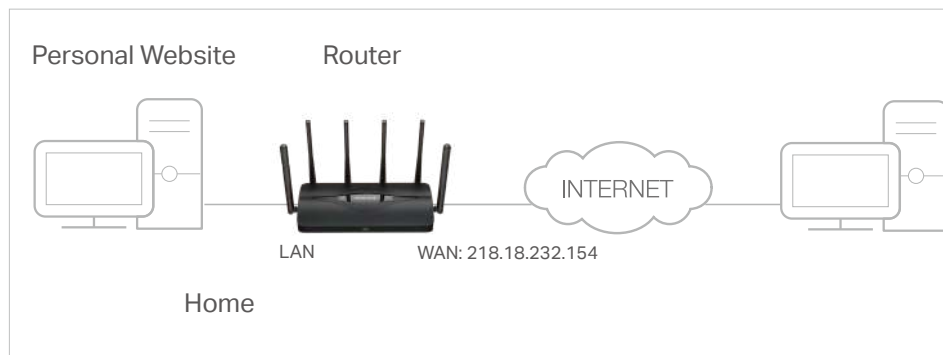 Personal Website
Router
INTERNET
LAN
WAN: 218.18.232.154
Home